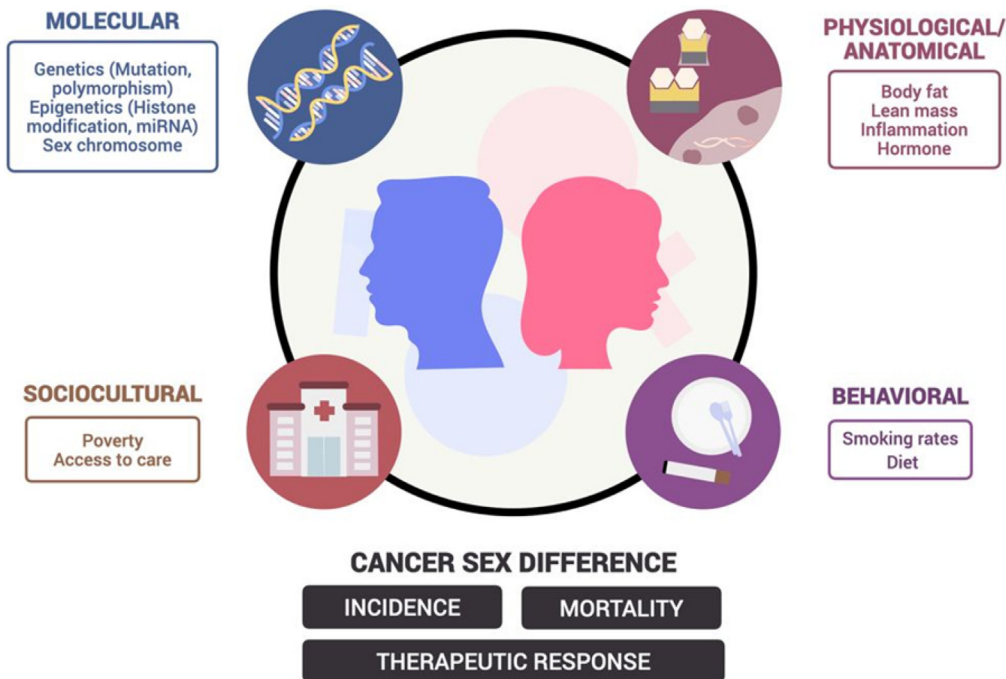 MOLECULAR
Genetics (Mutation,
polymorphism)
Epigenetics (Histone
modification, miRNA)
Sex chromosome
PHYSIOLOGICAL/
ANATOMICAL
Body fat
Lean mass
Inflammation
Hormone
SOCIOCULTURAL
Poverty
Access to care
BEHAVIORAL
Smoking rates
Diet
CANCER SEX DIFFERENCE
INCIDENCE
MORTALITY
THERAPEUTIC RESPONSE